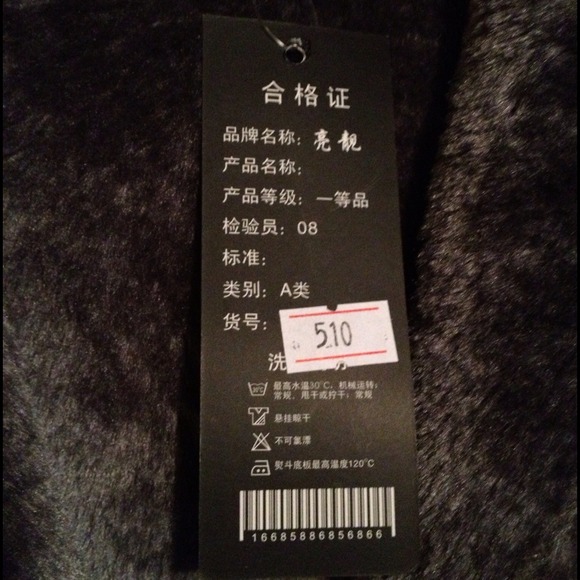 合格证
品牌名称: 亮靓
产品名称:
产品等级: 一等品
检验员: 08
标准:
类别: A类
货号: 510
洗
30°C 最高水温30°C, 机械运转:
常规, 甩干或拧干: 常规
悬挂晾干
不可氯漂
熨斗底板最高温度120°C
16685886856866